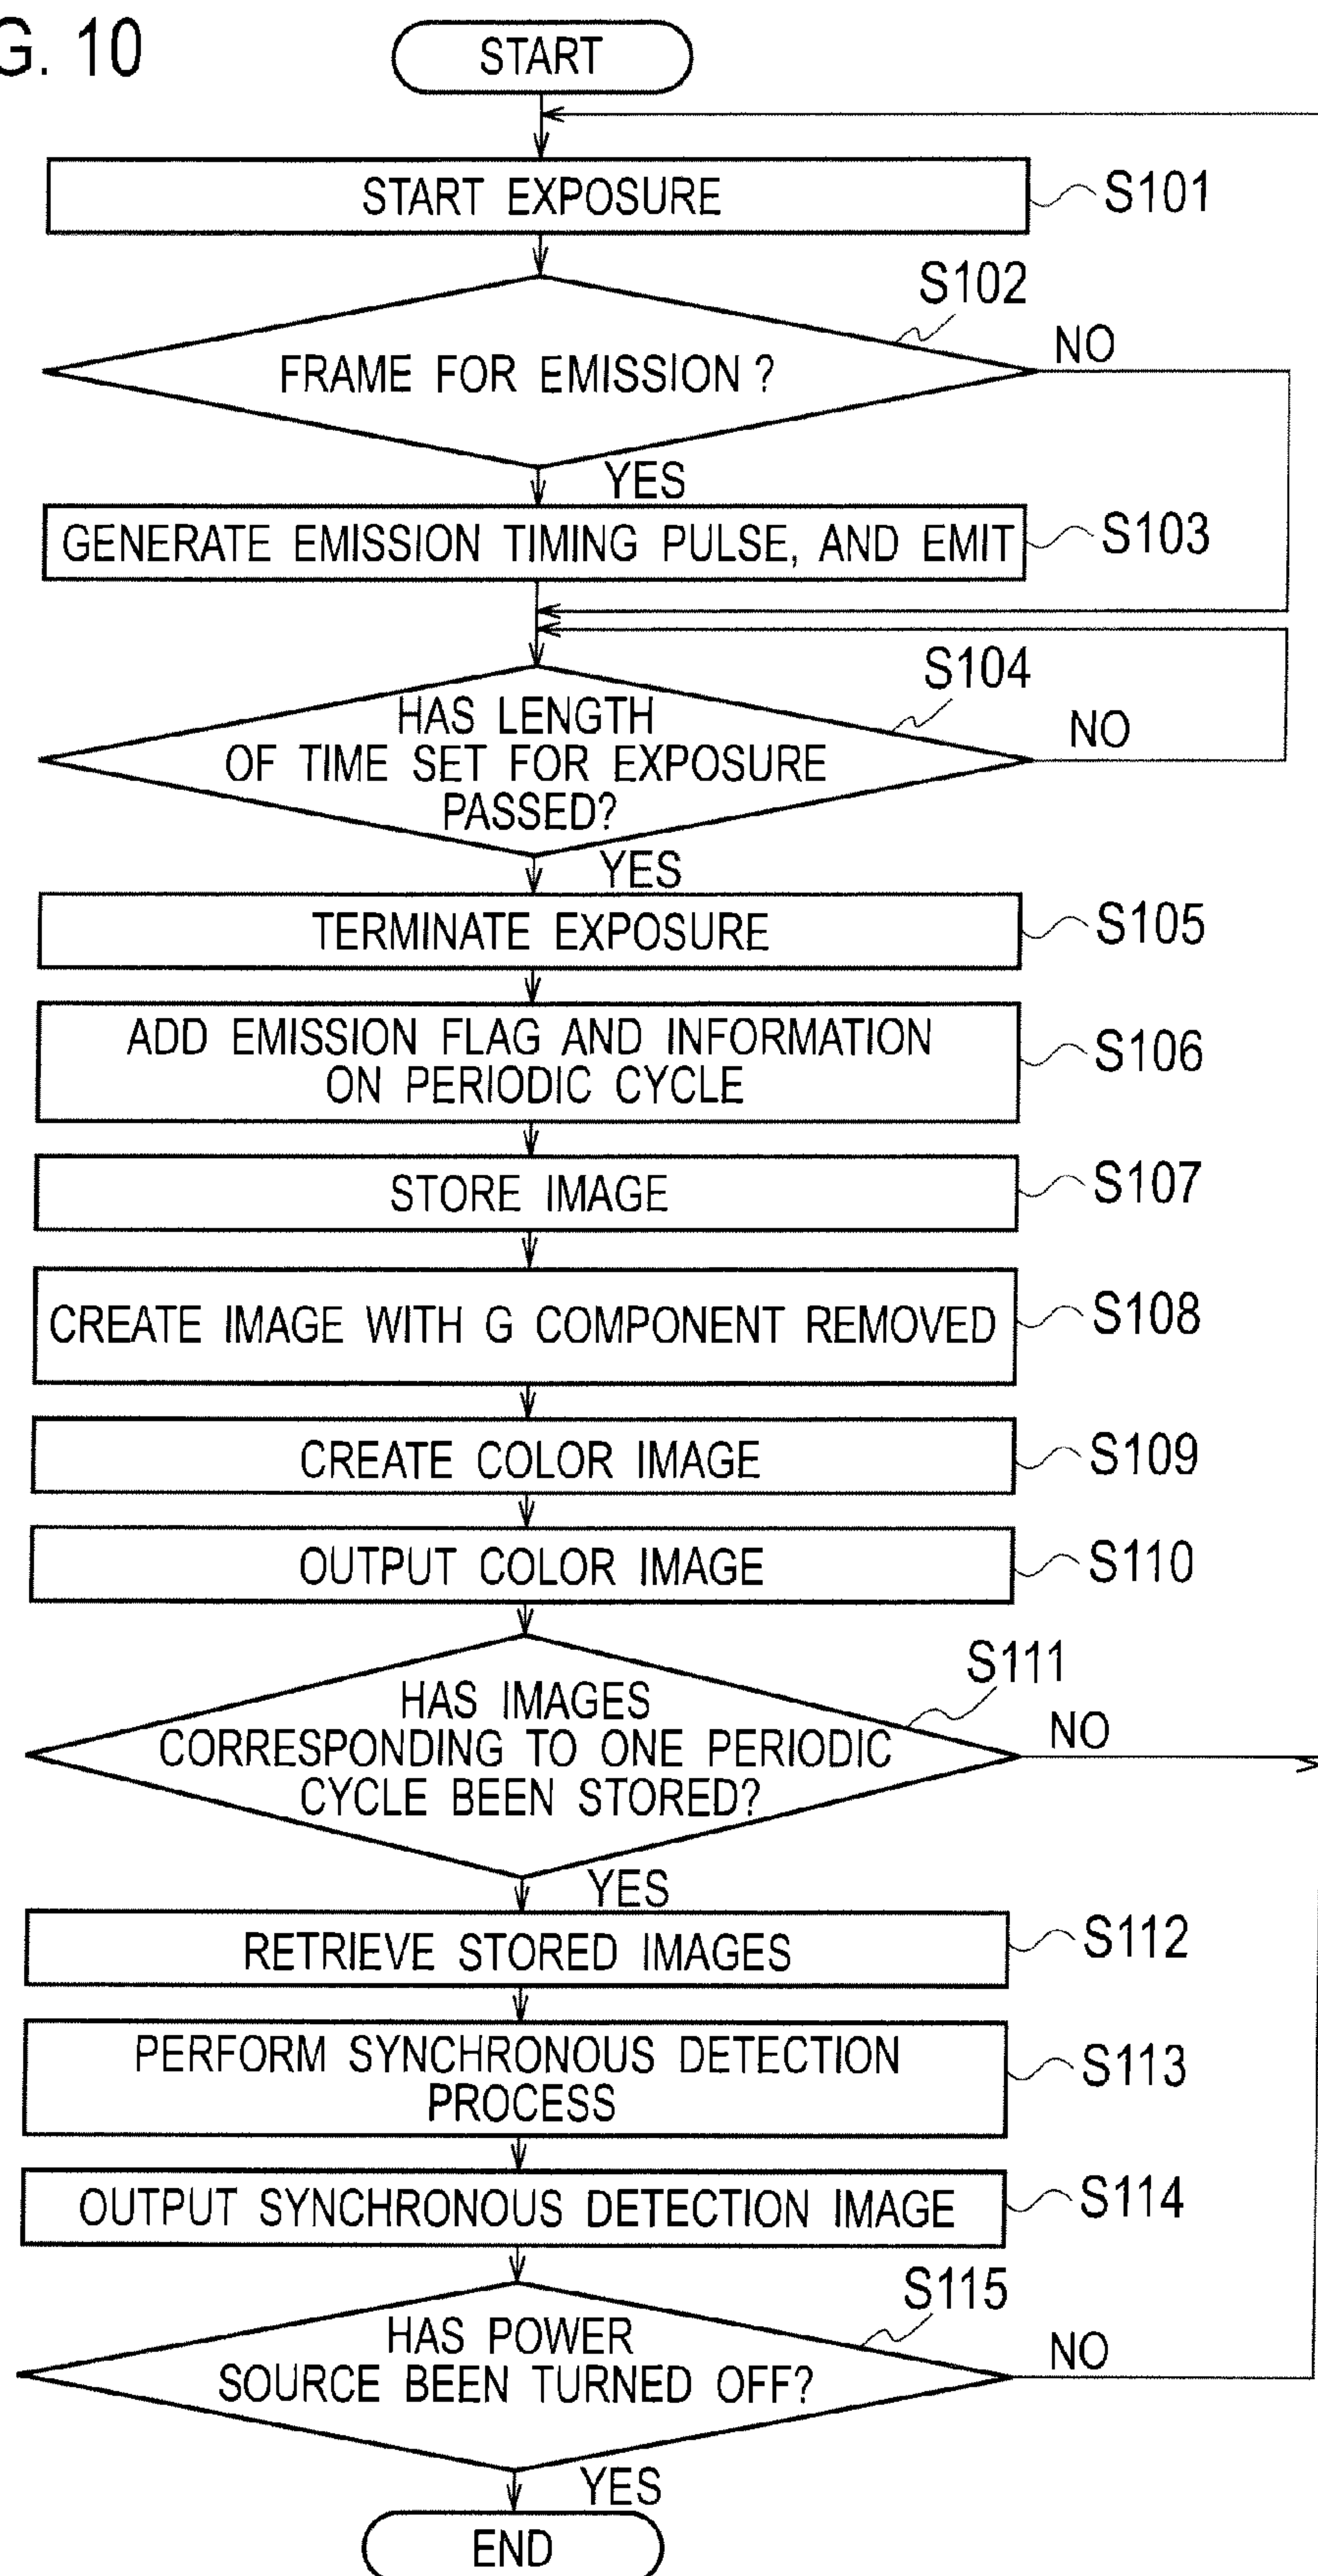 G. 10
START
START EXPOSURE
S101
S102
FRAME FOR EMISSION ?
NO
YES
GENERATE EMISSION TIMING PULSE, AND EMIT
S103
S104
HAS LENGTH
OF TIME SET FOR EXPOSURE
PASSED?
NO
YES
TERMINATE EXPOSURE
S105
ADD EMISSION FLAG AND INFORMATION
ON PERIODIC CYCLE
S106
STORE IMAGE
S107
CREATE IMAGE WITH G COMPONENT REMOVED
S108
CREATE COLOR IMAGE
S109
OUTPUT COLOR IMAGE
S110
S111
HAS IMAGES
CORRESPONDING TO ONE PERIODIC
CYCLE BEEN STORED?
NO
YES
RETRIEVE STORED IMAGES
S112
PERFORM SYNCHRONOUS DETECTION
PROCESS
S113
OUTPUT SYNCHRONOUS DETECTION IMAGE
S114
S115
HAS POWER
SOURCE BEEN TURNED OFF?
NO
YES
END